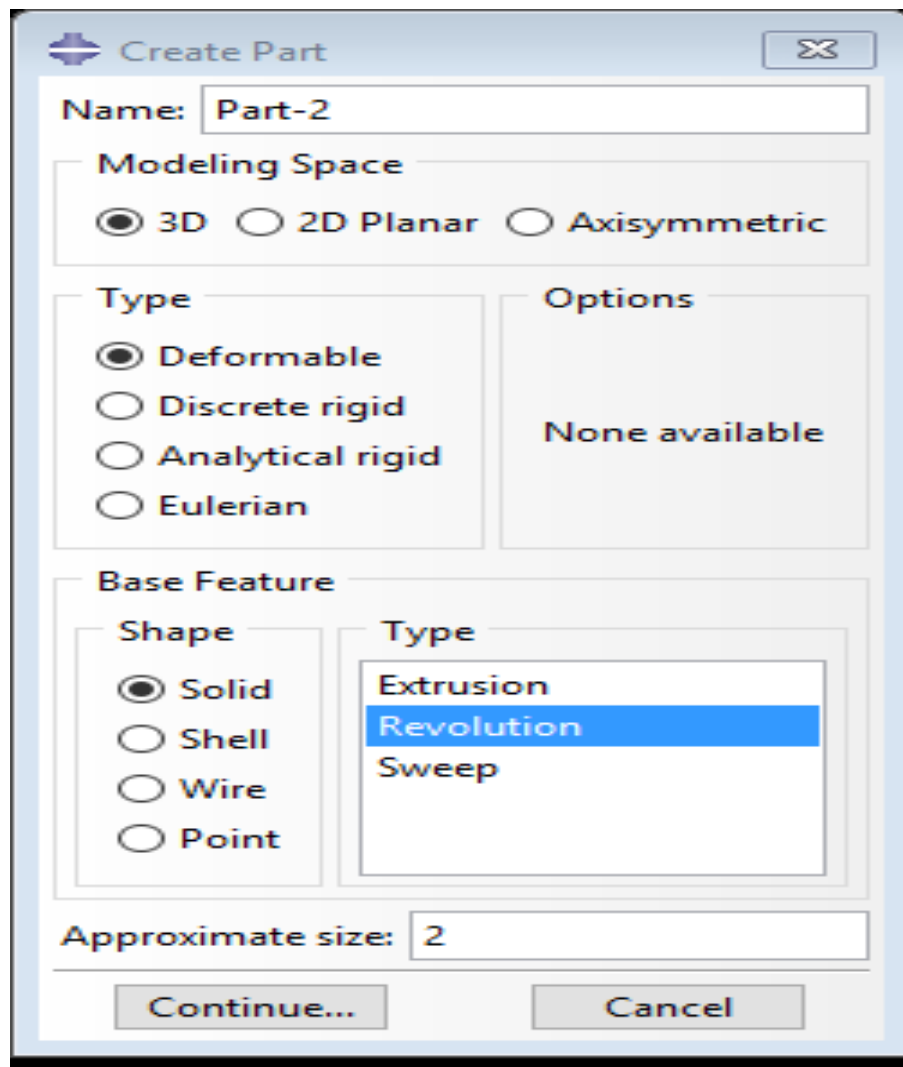 Create Part
Name: Part-2
Modeling Space
3D 2D Planar Axisymmetric
Type
Deformable
Discrete rigid
Analytical rigid
Eulerian
Options
None available
Base Feature
Shape
Solid
Shell
Wire
Point
Type
Extrusion
Revolution
Sweep
Approximate size: 2
Continue... Cancel